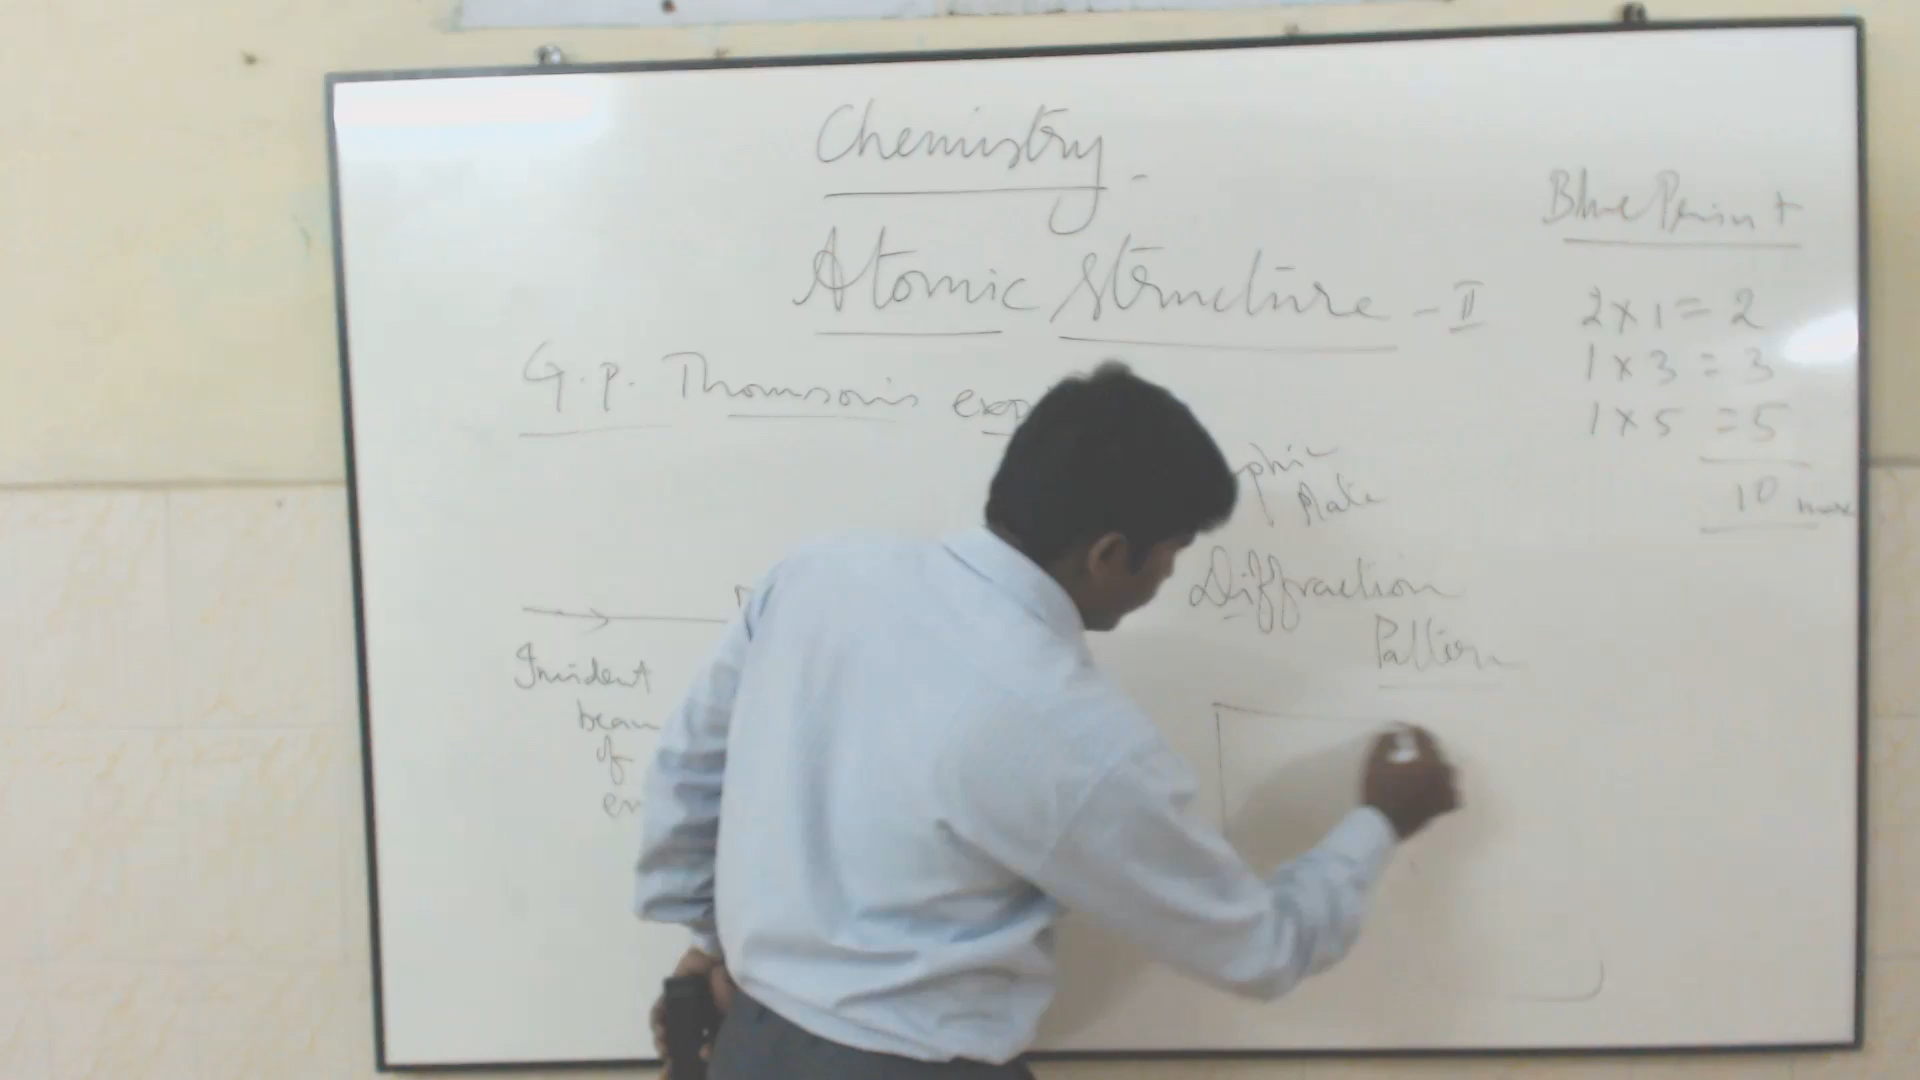 Chemistry
Atomic Structure - II
G.P. Thomson's exp
Blue Print
2 x 1 = 2
1 x 3 = 3
1 x 5 = 5
10
phic
Plate
Diffraction
Pattern
Incident
beam
of